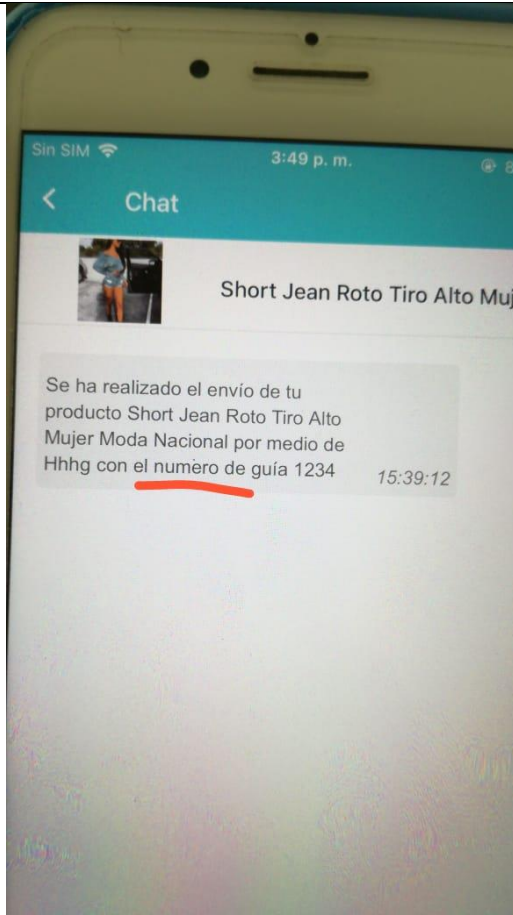 Sin SIM 3:49 p. m.
Chat
Short Jean Roto Tiro Alto Muj
Se ha realizado el envío de tu
producto Short Jean Roto Tiro Alto
Mujer Moda Nacional por medio de
Hhhg con el numero de guía 1234
15:39:12